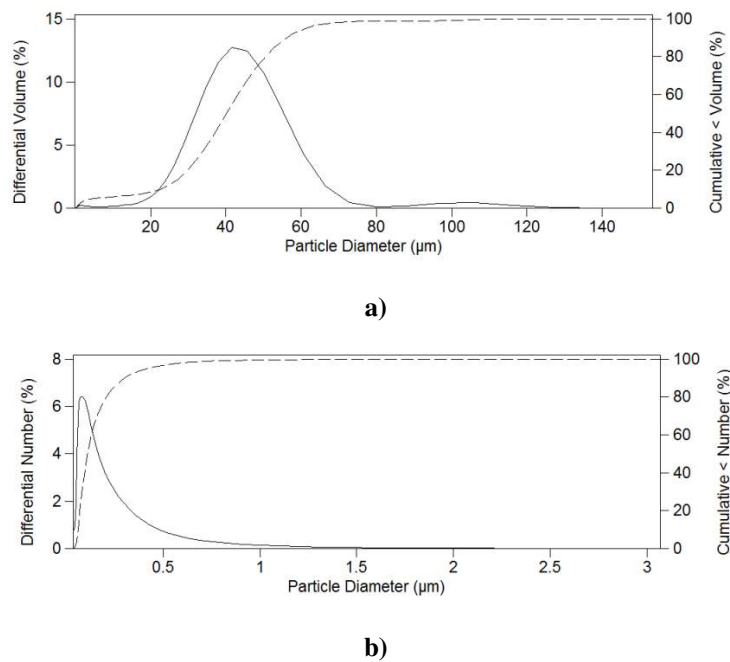 15
10
5
0
Differential Volume (%)
100
80
60
40
20
0
Cumulative < Volume (%)
20 40 60 80 100 120 140
Particle Diameter (µm)
a)
8
6
4
2
0
Differential Number (%)
100
80
60
40
20
0
Cumulative < Number (%)
0.5 1 1.5 2 2.5 3
Particle Diameter (µm)
b)